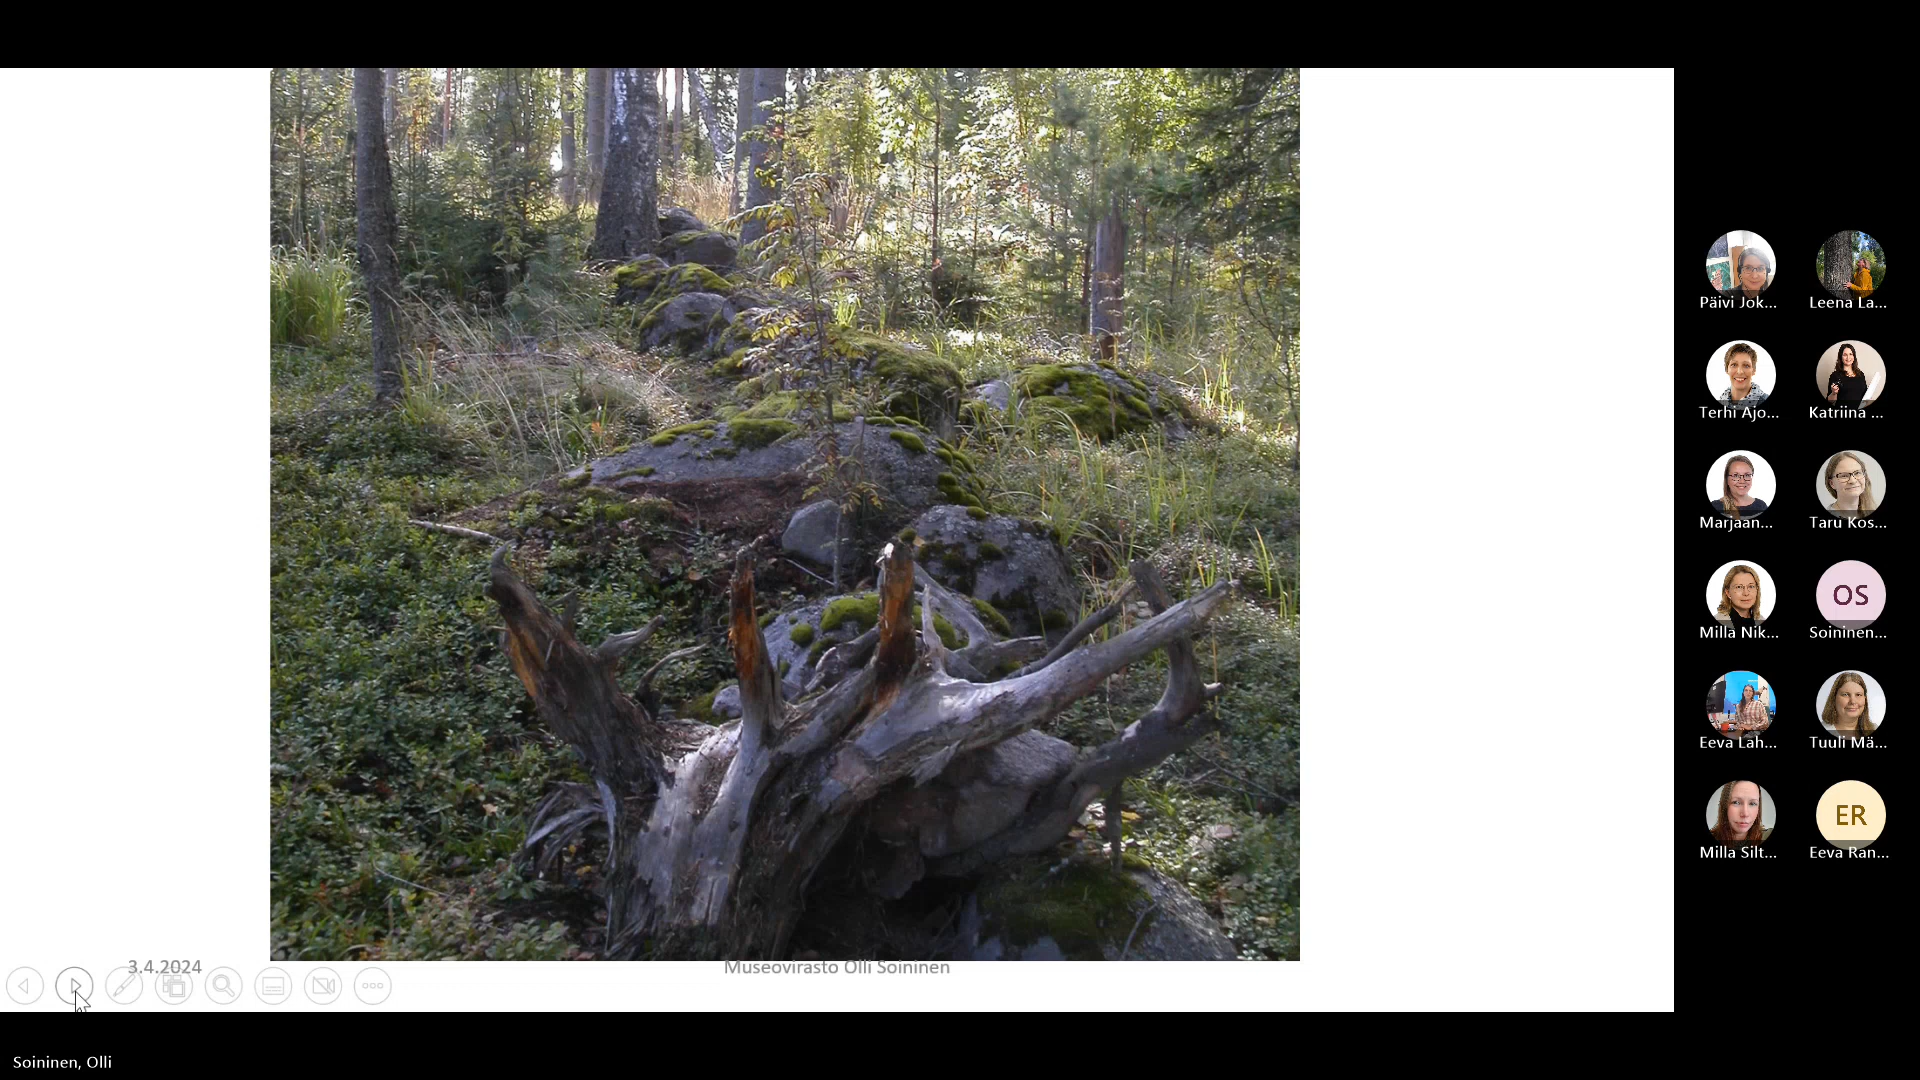 3.4.2024
Museovirasto Olli Soininen
Päivi Jok...
Leena La...
Terhi Ajo...
Katriina ...
Marjaan...
Taru Kos...
Milla Nik...
OS
Soininen...
Eeva Lah...
Tuuli Mä...
Milla Silt...
ER
Eeva Ran...
Soininen, Olli